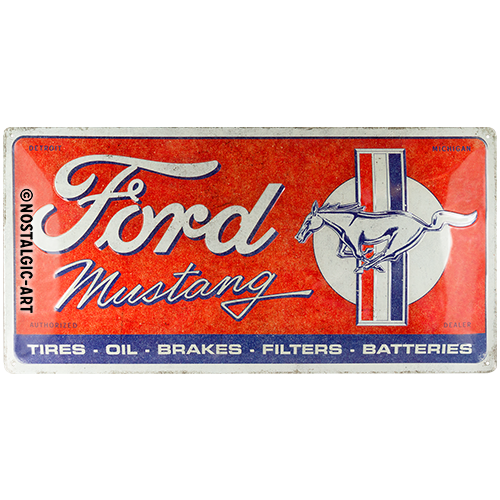 DETROIT MICHIGAN
Ford
Mustang
AUTHORIZED DEALER
TIRES - OIL - BRAKES - FILTERS - BATTERIES
© NOSTALGIC-ART